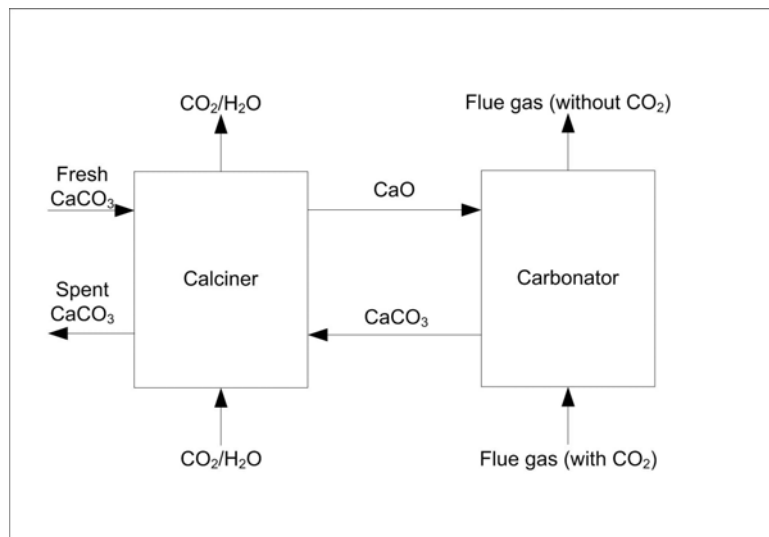 CO₂/H₂O
Flue gas (without CO₂)
Fresh
CaCO₃
CaO
Calciner
Carbonator
Spent
CaCO₃
CaCO₃
CO₂/H₂O
Flue gas (with CO₂)